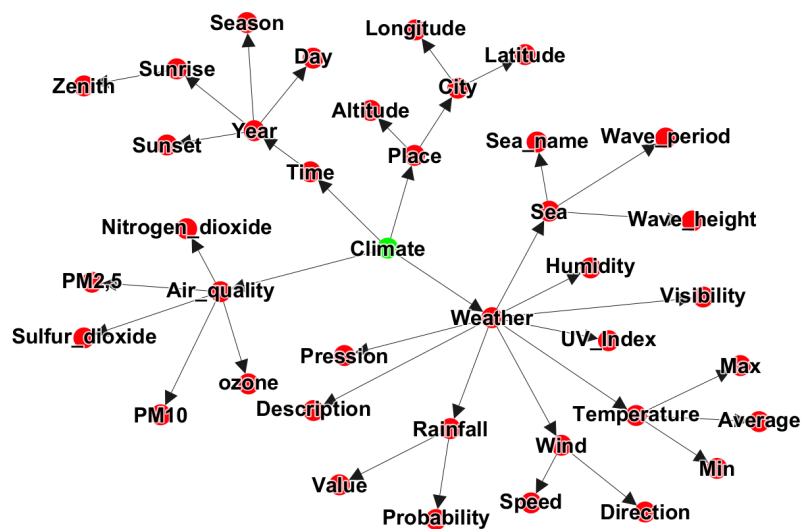 Season
Longitude
Day
Latitude
Zenith
Sunrise
City
Altitude
Year
Sea_name
Wave_period
Sunset
Place
Time
Sea
Wave_height
Nitrogen_dioxide
Climate
Humidity
PM2,5
Air_quality
Visibility
Weather
Sulfur_dioxide
UV_Index
Pression
Max
ozone
Description
PM10
Temperature
Average
Rainfall
Wind
Min
Value
Speed
Direction
Probability